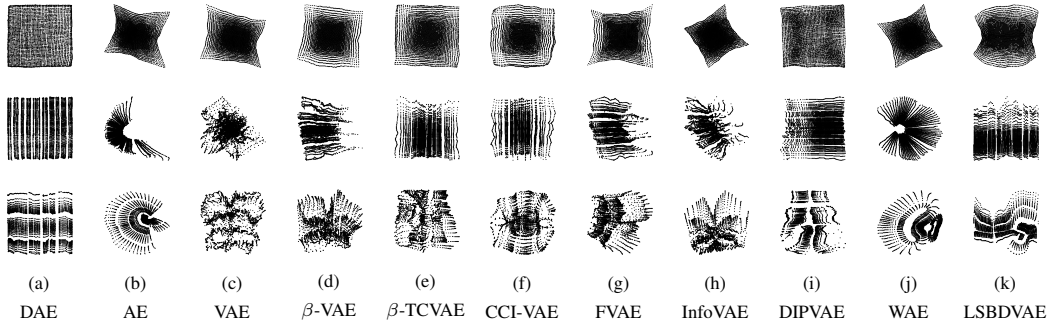 (a) (b) (c) (d) (e) (f) (g) (h) (i) (j) (k)
DAE AE VAE β-VAE β-TCVAE CCI-VAE FVAE InfoVAE DIPVAE WAE LSBDVAE